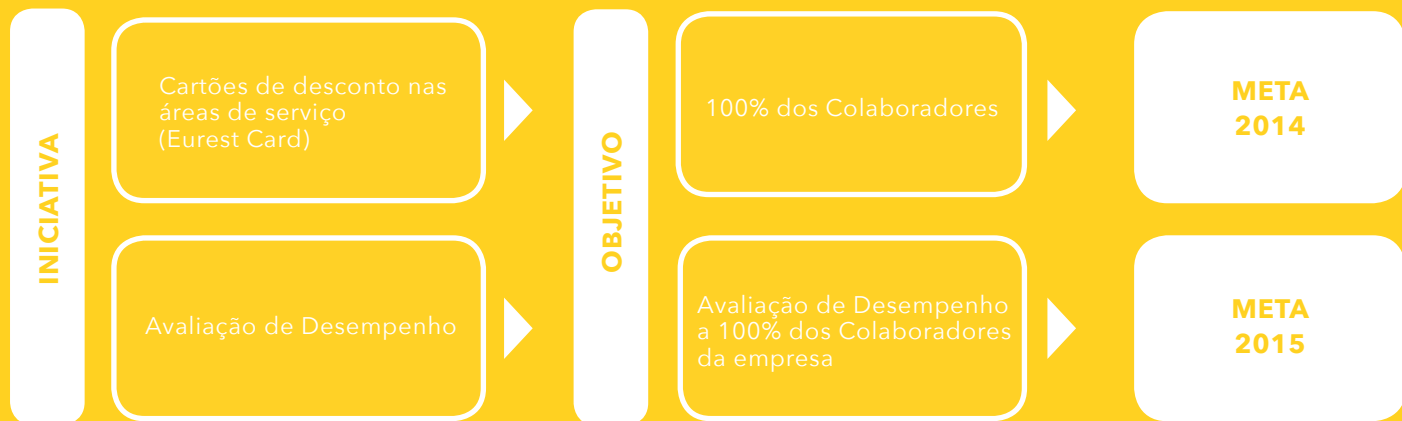 INICIATIVA
Cartões de desconto nas
áreas de serviço
(Eurest Card)
Avaliação de Desempenho
OBJETIVO
100% dos Colaboradores
Avaliação de Desempenho
a 100% dos Colaboradores
da empresa
META
2014
META
2015